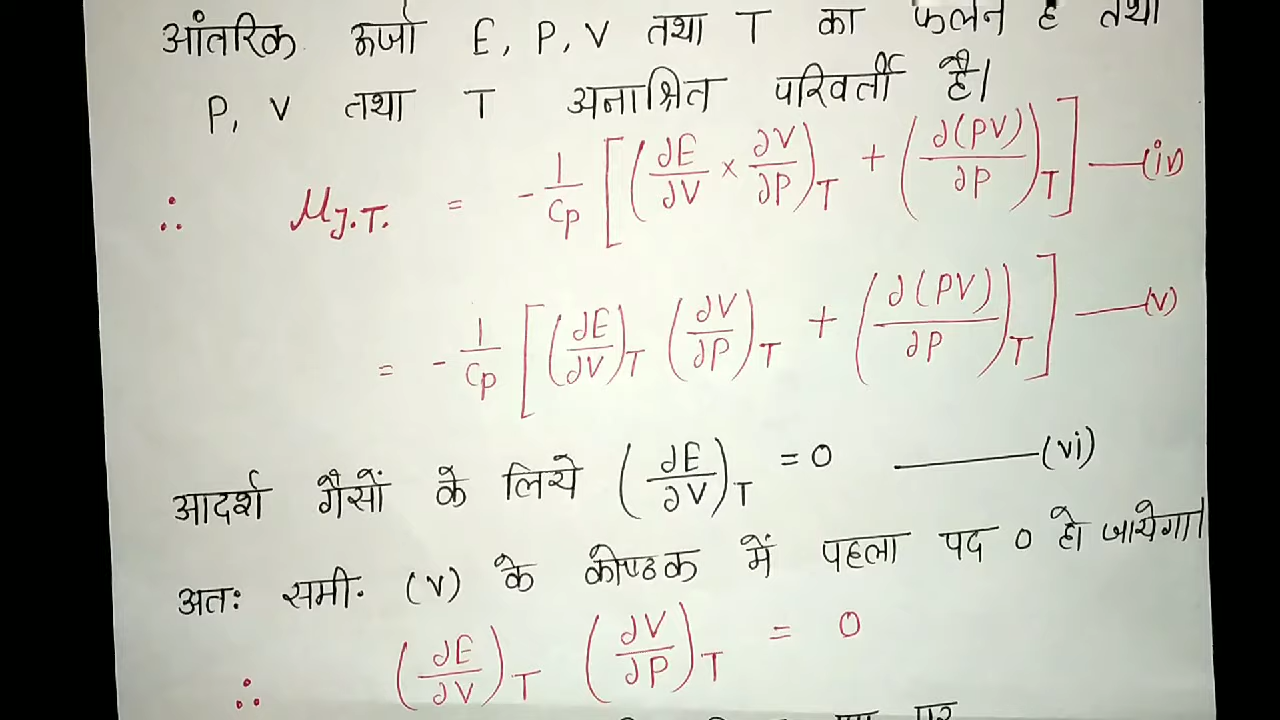 आंतरिक ऊर्जा E, P, V तथा T का फलन है तथा
P, V तथा T अनाश्रित परिवर्ती है।
∴ μJ.T. = -1/Cp [(∂E/∂V × ∂V/∂P)T + (∂(PV)/∂P)T] —(iv)
= -1/Cp [(∂E/∂V)T (∂V/∂P)T + (∂(PV)/∂P)T] —(v)
आदर्श गैसों के लिये (∂E/∂V)T = 0 —(vi)
अतः समी. (v) के कोण्ठक में पहला पद 0 हो जायेगा।
∴ (∂E/∂V)T (∂V/∂P)T = 0